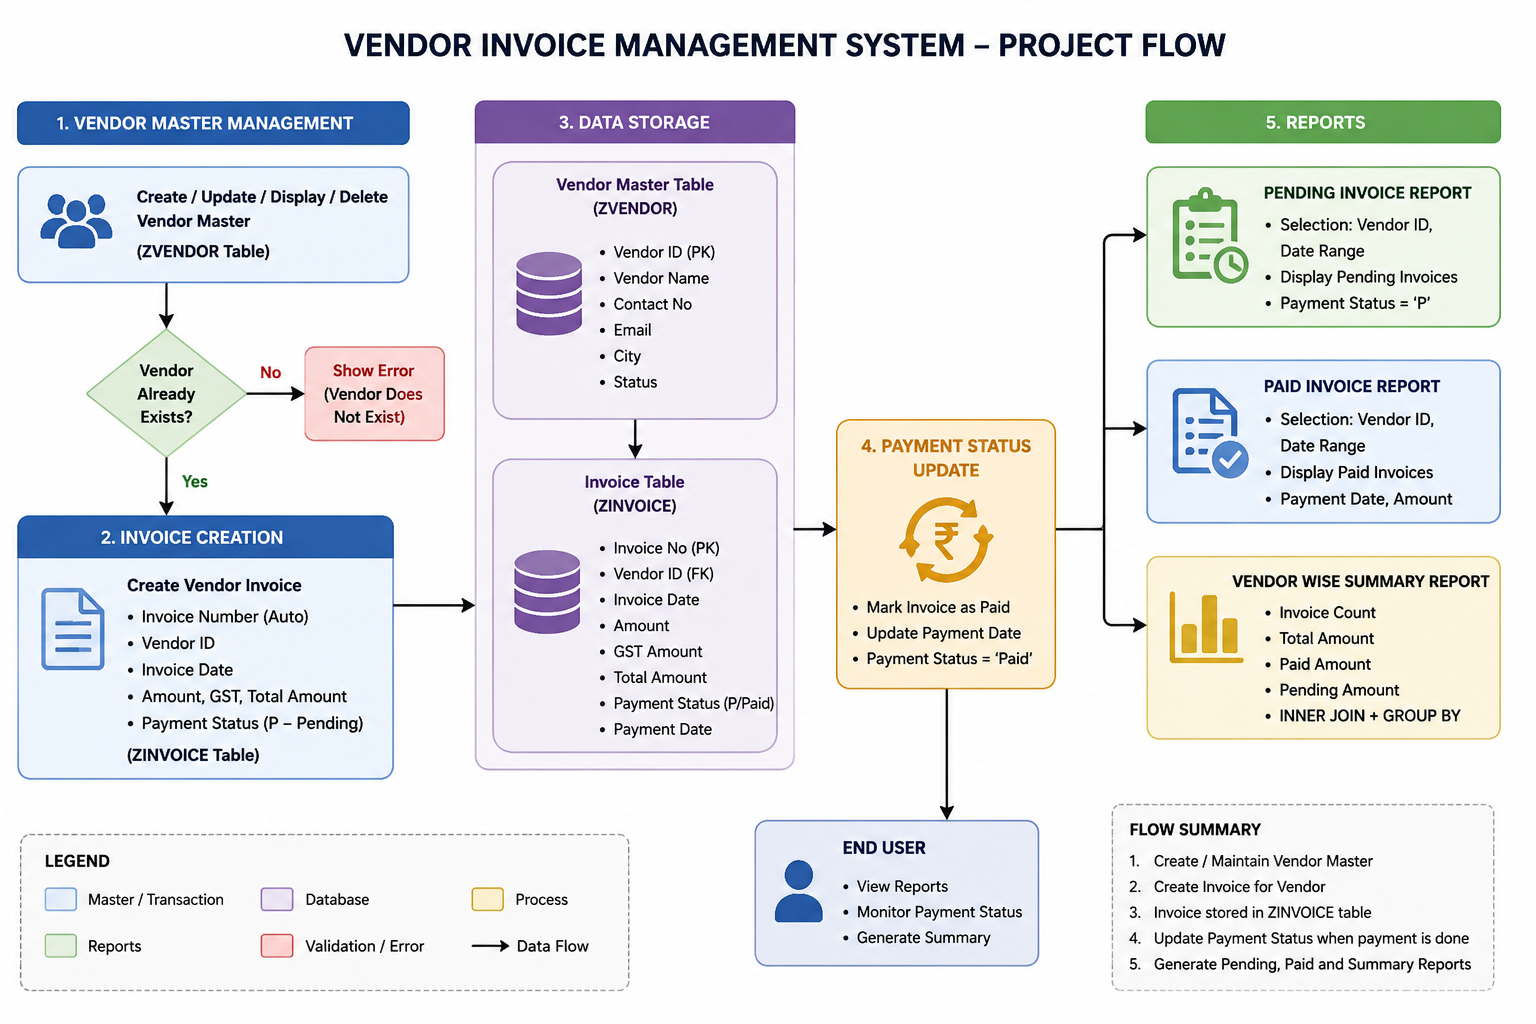 VENDOR INVOICE MANAGEMENT SYSTEM – PROJECT FLOW
1. VENDOR MASTER MANAGEMENT
Create / Update / Display / Delete
Vendor Master
(ZVENDOR Table)
Vendor
Already
Exists?
No
Show Error
(Vendor Does
Not Exist)
Yes
2. INVOICE CREATION
Create Vendor Invoice
• Invoice Number (Auto)
• Vendor ID
• Invoice Date
• Amount, GST, Total Amount
• Payment Status (P – Pending)
(ZINVOICE Table)
3. DATA STORAGE
Vendor Master Table
(ZVENDOR)
• Vendor ID (PK)
• Vendor Name
• Contact No
• Email
• City
• Status
Invoice Table
(ZINVOICE)
• Invoice No (PK)
• Vendor ID (FK)
• Invoice Date
• Amount
• GST Amount
• Total Amount
• Payment Status (P/Paid)
• Payment Date
4. PAYMENT STATUS
UPDATE
₹
• Mark Invoice as Paid
• Update Payment Date
• Payment Status = ‘Paid’
5. REPORTS
PENDING INVOICE REPORT
• Selection: Vendor ID,
Date Range
• Display Pending Invoices
• Payment Status = ‘P’
PAID INVOICE REPORT
• Selection: Vendor ID,
Date Range
• Display Paid Invoices
• Payment Date, Amount
VENDOR WISE SUMMARY REPORT
• Invoice Count
• Total Amount
• Paid Amount
• Pending Amount
• INNER JOIN + GROUP BY
END USER
• View Reports
• Monitor Payment Status
• Generate Summary
LEGEND
Master / Transaction
Database
Process
Reports
Validation / Error
Data Flow
FLOW SUMMARY
1. Create / Maintain Vendor Master
2. Create Invoice for Vendor
3. Invoice stored in ZINVOICE table
4. Update Payment Status when payment is done
5. Generate Pending, Paid and Summary Reports